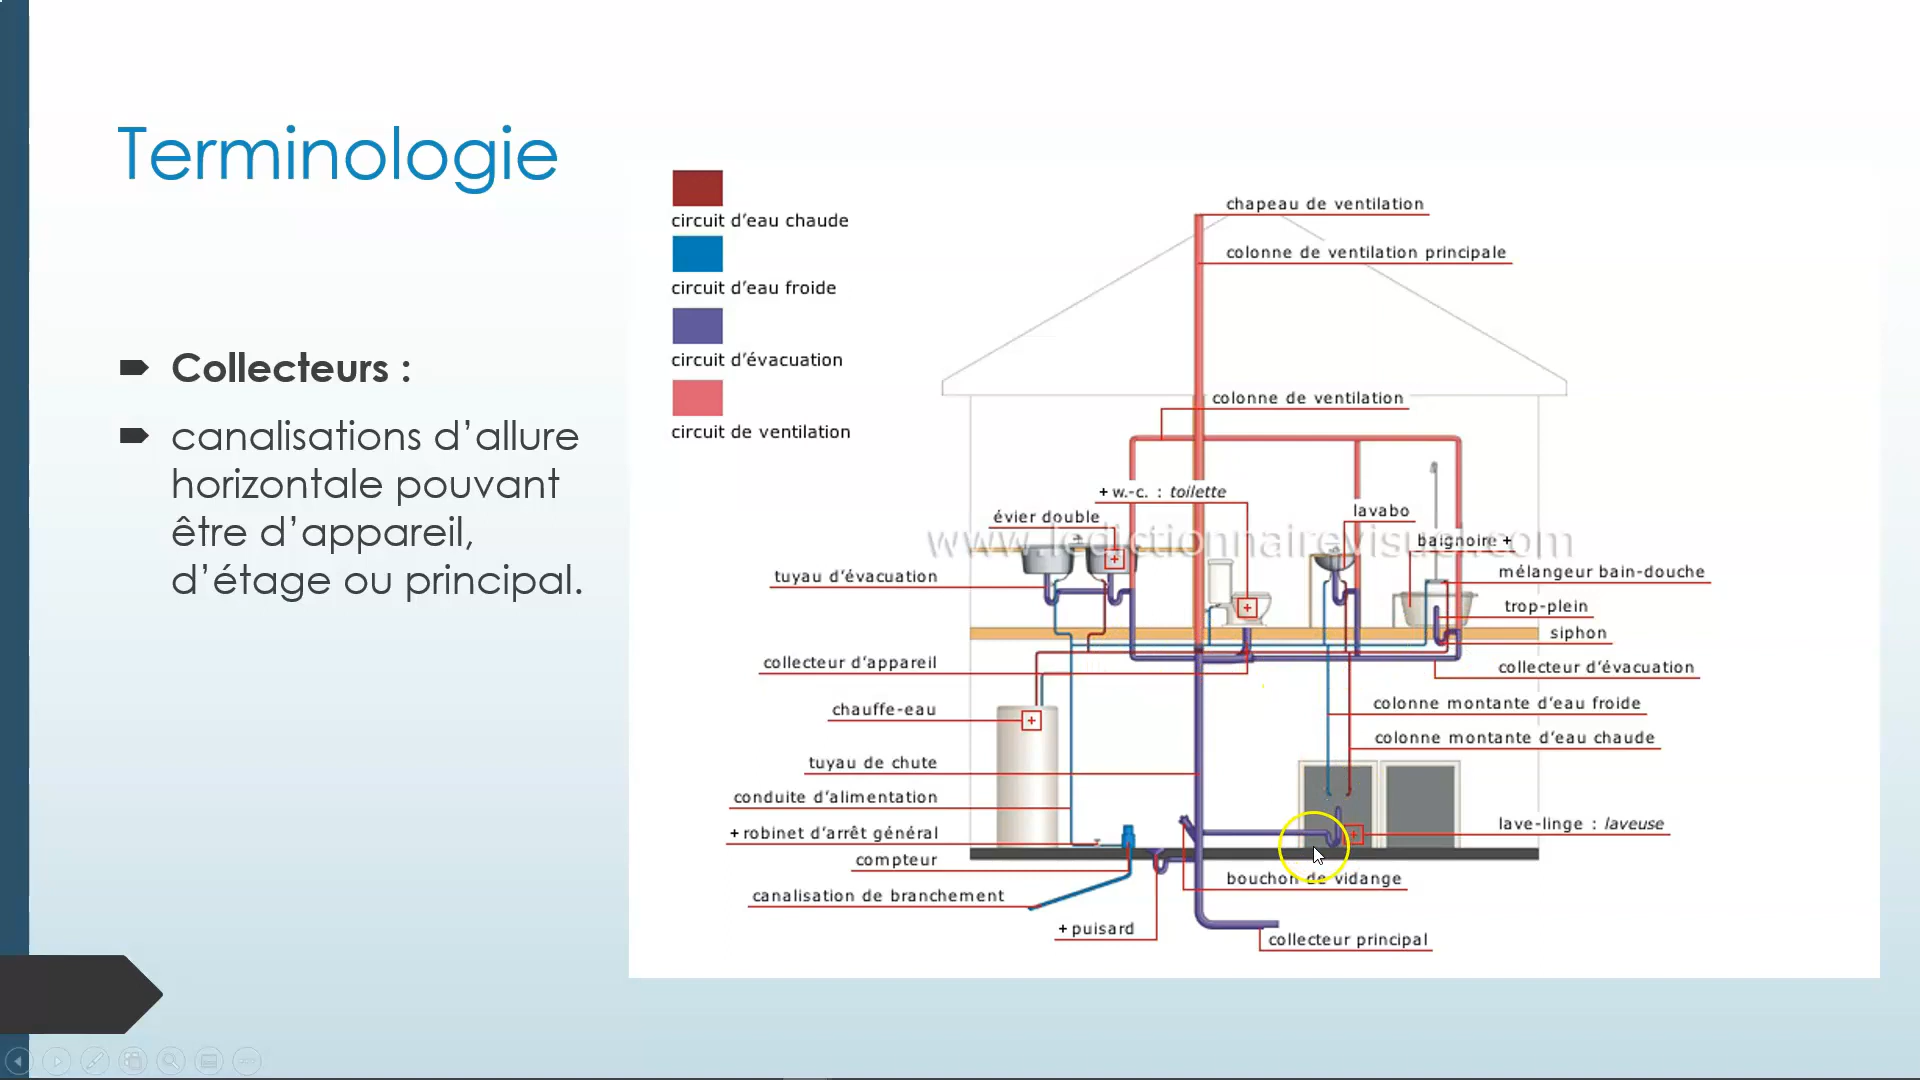 Terminologie
Collecteurs :
canalisations d'allure
horizontale pouvant
être d'appareil,
d'étage ou principal.
circuit d'eau chaude
circuit d'eau froide
circuit d'évacuation
circuit de ventilation
chapeau de ventilation
colonne de ventilation principale
colonne de ventilation
+ w.-c. : toilette
évier double
lavabo
www.ledictionnairevisuel.com
baignoire +
tuyau d'évacuation
mélangeur bain-douche
trop-plein
siphon
collecteur d'appareil
collecteur d'évacuation
chauffe-eau
colonne montante d'eau froide
colonne montante d'eau chaude
tuyau de chute
conduite d'alimentation
+ robinet d'arrêt général
lave-linge : laveuse
compteur
bouchon de vidange
canalisation de branchement
+ puisard
collecteur principal